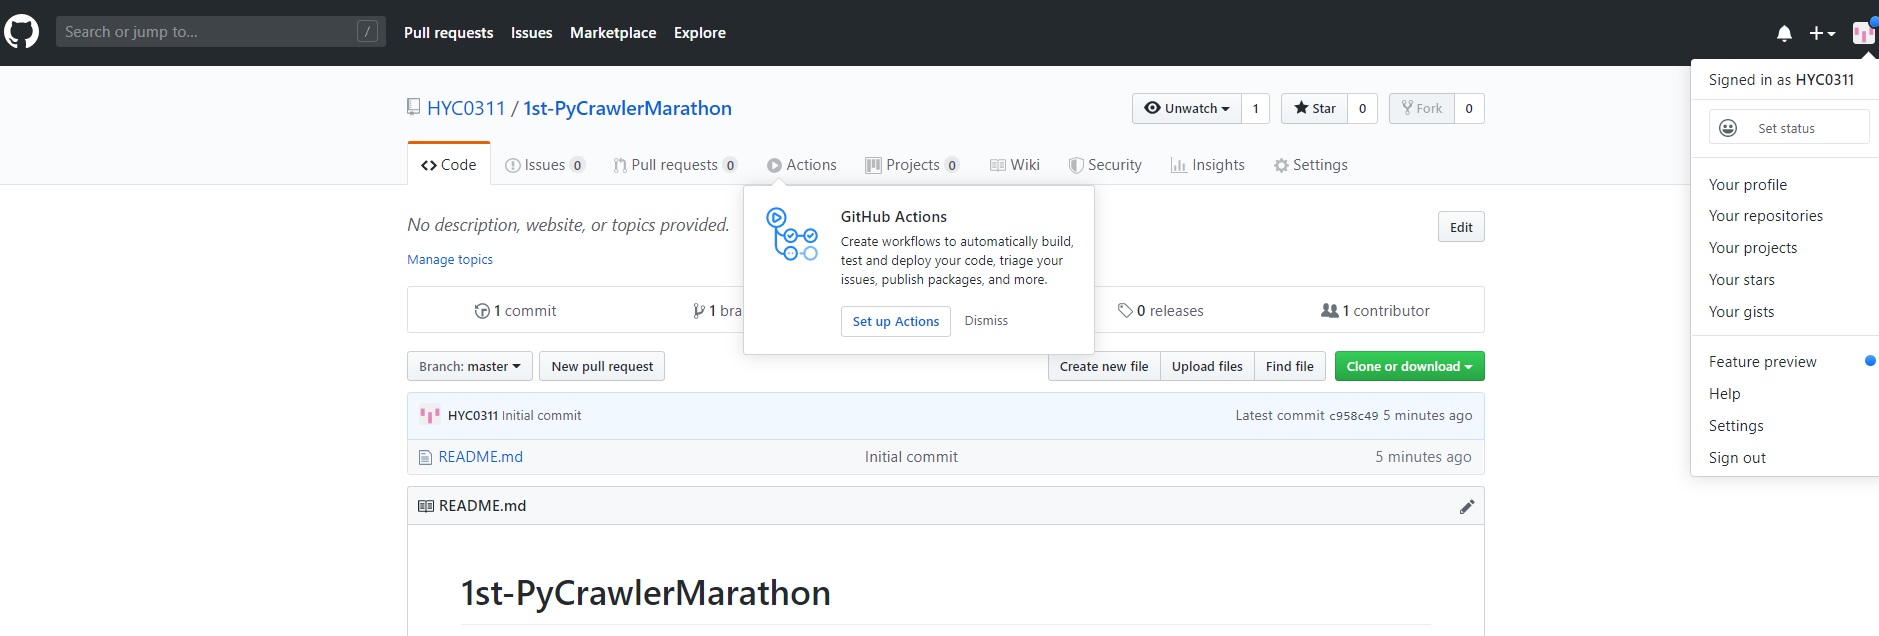 Search or jump to... /
Pull requests Issues Marketplace Explore
Signed in as HYC0311
Set status
Your profile
Your repositories
Your projects
Your stars
Your gists
Feature preview
Help
Settings
Sign out
HYC0311 / 1st-PyCrawlerMarathon
Unwatch 1 Star 0 Fork 0
Code Issues 0 Pull requests 0 Actions Projects 0 Wiki Security Insights Settings
No description, website, or topics provided.
Edit
Manage topics
GitHub Actions
Create workflows to automatically build,
test and deploy your code, triage your
issues, publish packages, and more.
Set up Actions Dismiss
1 commit 1 bra 0 releases 1 contributor
Branch: master New pull request Create new file Upload files Find file Clone or download
HYC0311 Initial commit Latest commit c958c49 5 minutes ago
README.md Initial commit 5 minutes ago
README.md
1st-PyCrawlerMarathon